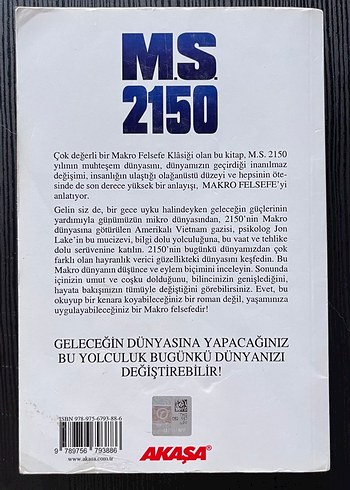 M.S.
2150
Çok değerli bir Makro Felsefe Klâsiği olan bu kitap, M.S. 2150
yılının muhteşem dünyasını, dünyamızın geçirdiği inanılmaz
değişimi, insanlığın ulaştığı olağanüstü düzeyi ve hepsinin öte-
sinde de son derece yüksek bir anlayışı, MAKRO FELSEFE'yi
anlatıyor.
Gelin siz de, bir gece uyku halindeyken geleceğin güçlerinin
yardımıyla günümüzün mikro dünyasından, 2150'nin Makro
dünyasına götürülen Amerikalı Vietnam gazisi, psikolog Jon
Lake'in bu mucizevi, bilgi dolu yolculuğuna, bu vaat ve tehlike
dolu serüvenine katılın. 2150'nin bugünkü dünyamızdan çok
farklı olan hayranlık verici güzellikteki dünyasını keşfedin. Bu
Makro dünyanın düşünce ve eylem biçimini inceleyin. Sonunda
içinizin umut ve coşku dolduğunu, bilincinizin genişlediğini,
hayata bakışınızın tümüyle değiştiğini görebilirsiniz. Evet, bu
okuyup bir kenara koyabileceğiniz bir roman değil, yaşamınıza
uygulayabileceğiniz bir Makro felsefedir!
GELECEĞİN DÜNYASINA YAPACAĞINIZ
BU YOLCULUK BUGÜNKÜ DÜNYANIZI
DEĞİŞTİREBİLİR!
ISBN 978-975-6793-88-6
9 789756 793886
www.akasa.com.tr
AKAŞA®